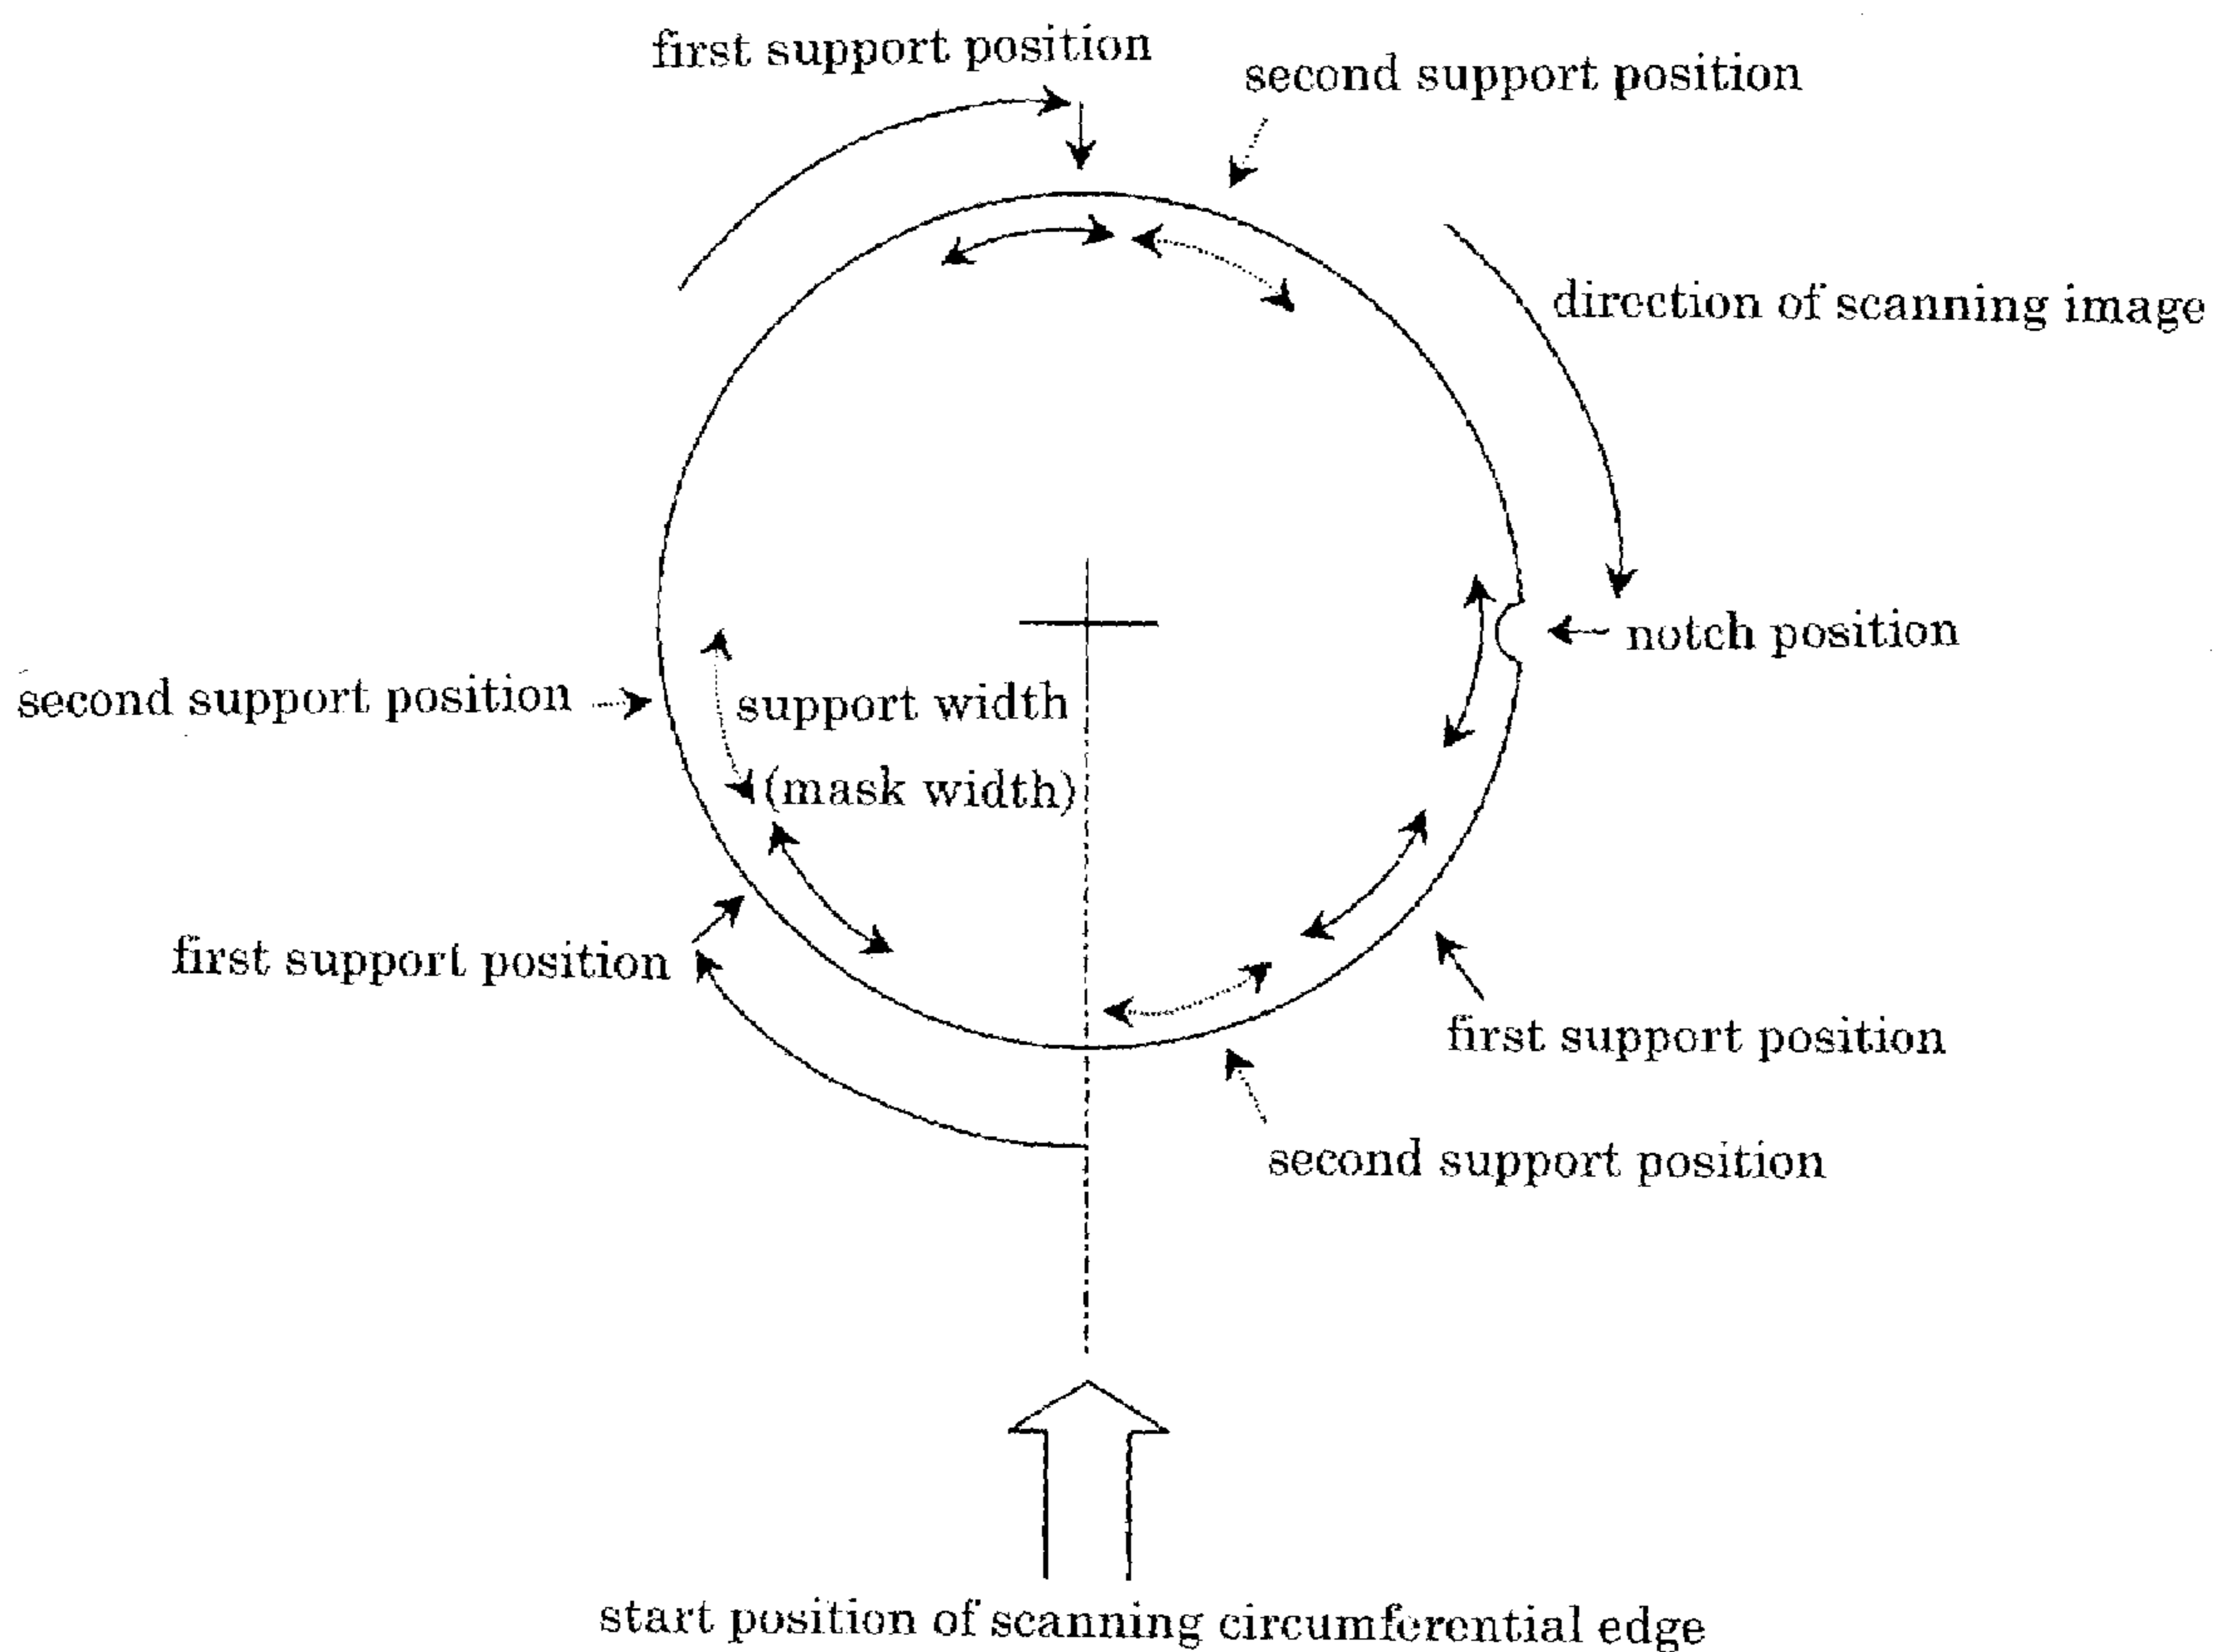 first support position
second support position
direction of scanning image
notch position
second support position
support width
(mask width)
first support position
first support position
second support position
start position of scanning circumferential edge